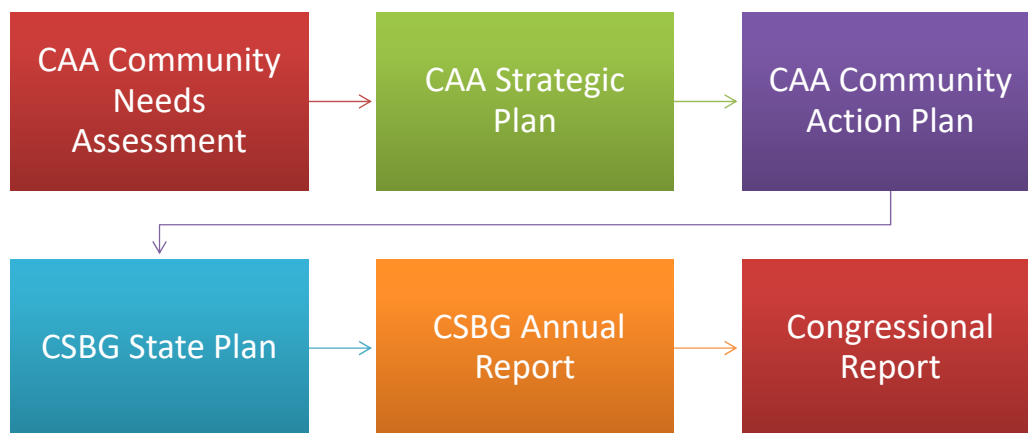 CAA Community
Needs
Assessment
CAA Strategic
Plan
CAA Community
Action Plan
CSBG State Plan
CSBG Annual
Report
Congressional
Report